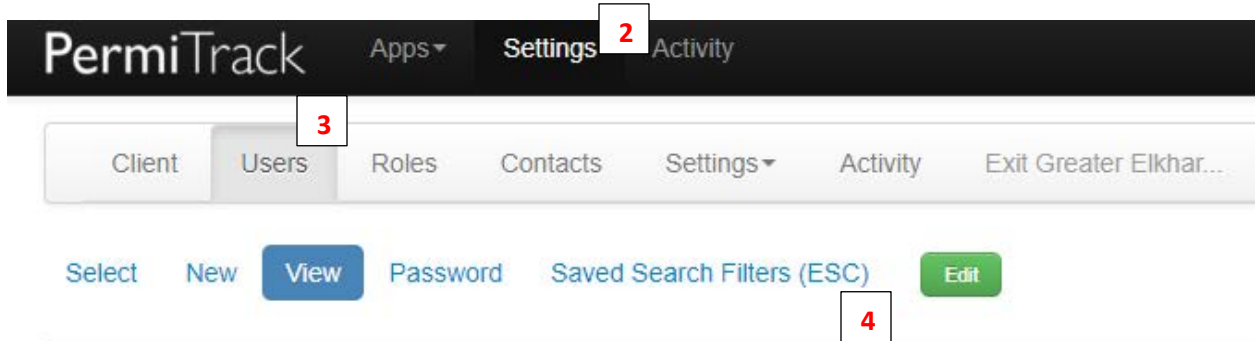 PermiTrack Apps Settings 2 Activity
3
Client Users Roles Contacts Settings Activity Exit Greater Elkhar...
Select New View Password Saved Search Filters (ESC) Edit
4